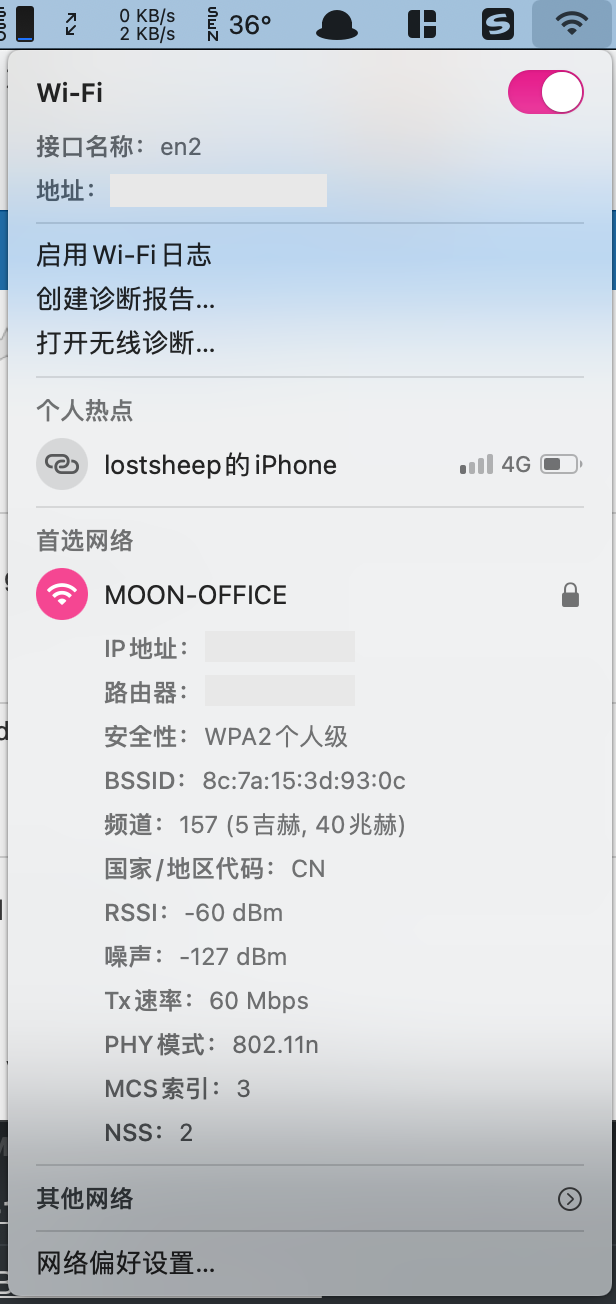 0 KB/s
2 KB/s
SEN
36°
Wi-Fi
接口名称：en2
地址：
启用Wi-Fi日志
创建诊断报告...
打开无线诊断...
个人热点
lostsheep的iPhone
4G
首选网络
MOON-OFFICE
IP地址：
路由器：
安全性：WPA2个人级
BSSID：8c:7a:15:3d:93:0c
频道：157 (5吉赫, 40兆赫)
国家/地区代码：CN
RSSI：-60 dBm
噪声：-127 dBm
Tx速率：60 Mbps
PHY模式：802.11n
MCS索引：3
NSS：2
其他网络
网络偏好设置...